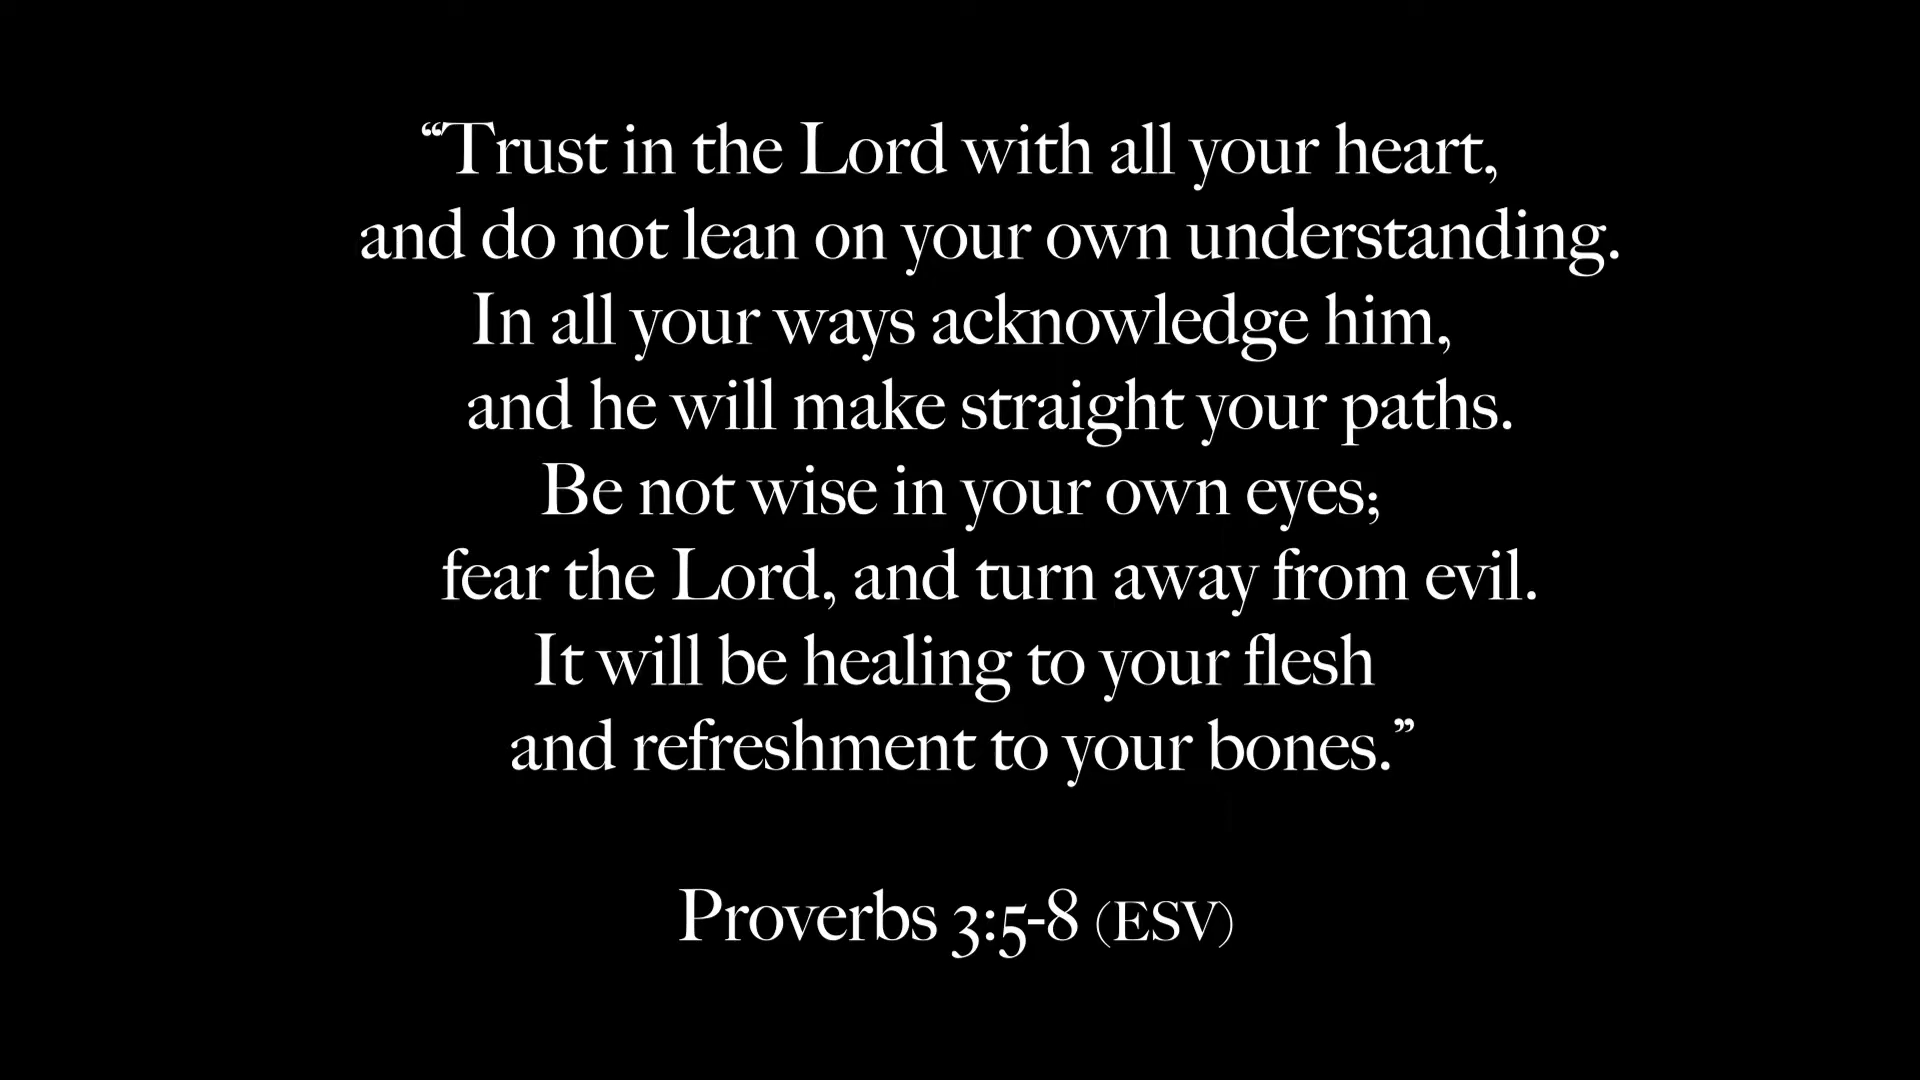 “Trust in the Lord with all your heart,
and do not lean on your own understanding.
In all your ways acknowledge him,
and he will make straight your paths.
Be not wise in your own eyes;
fear the Lord, and turn away from evil.
It will be healing to your flesh
and refreshment to your bones.”
Proverbs 3:5-8 (ESV)